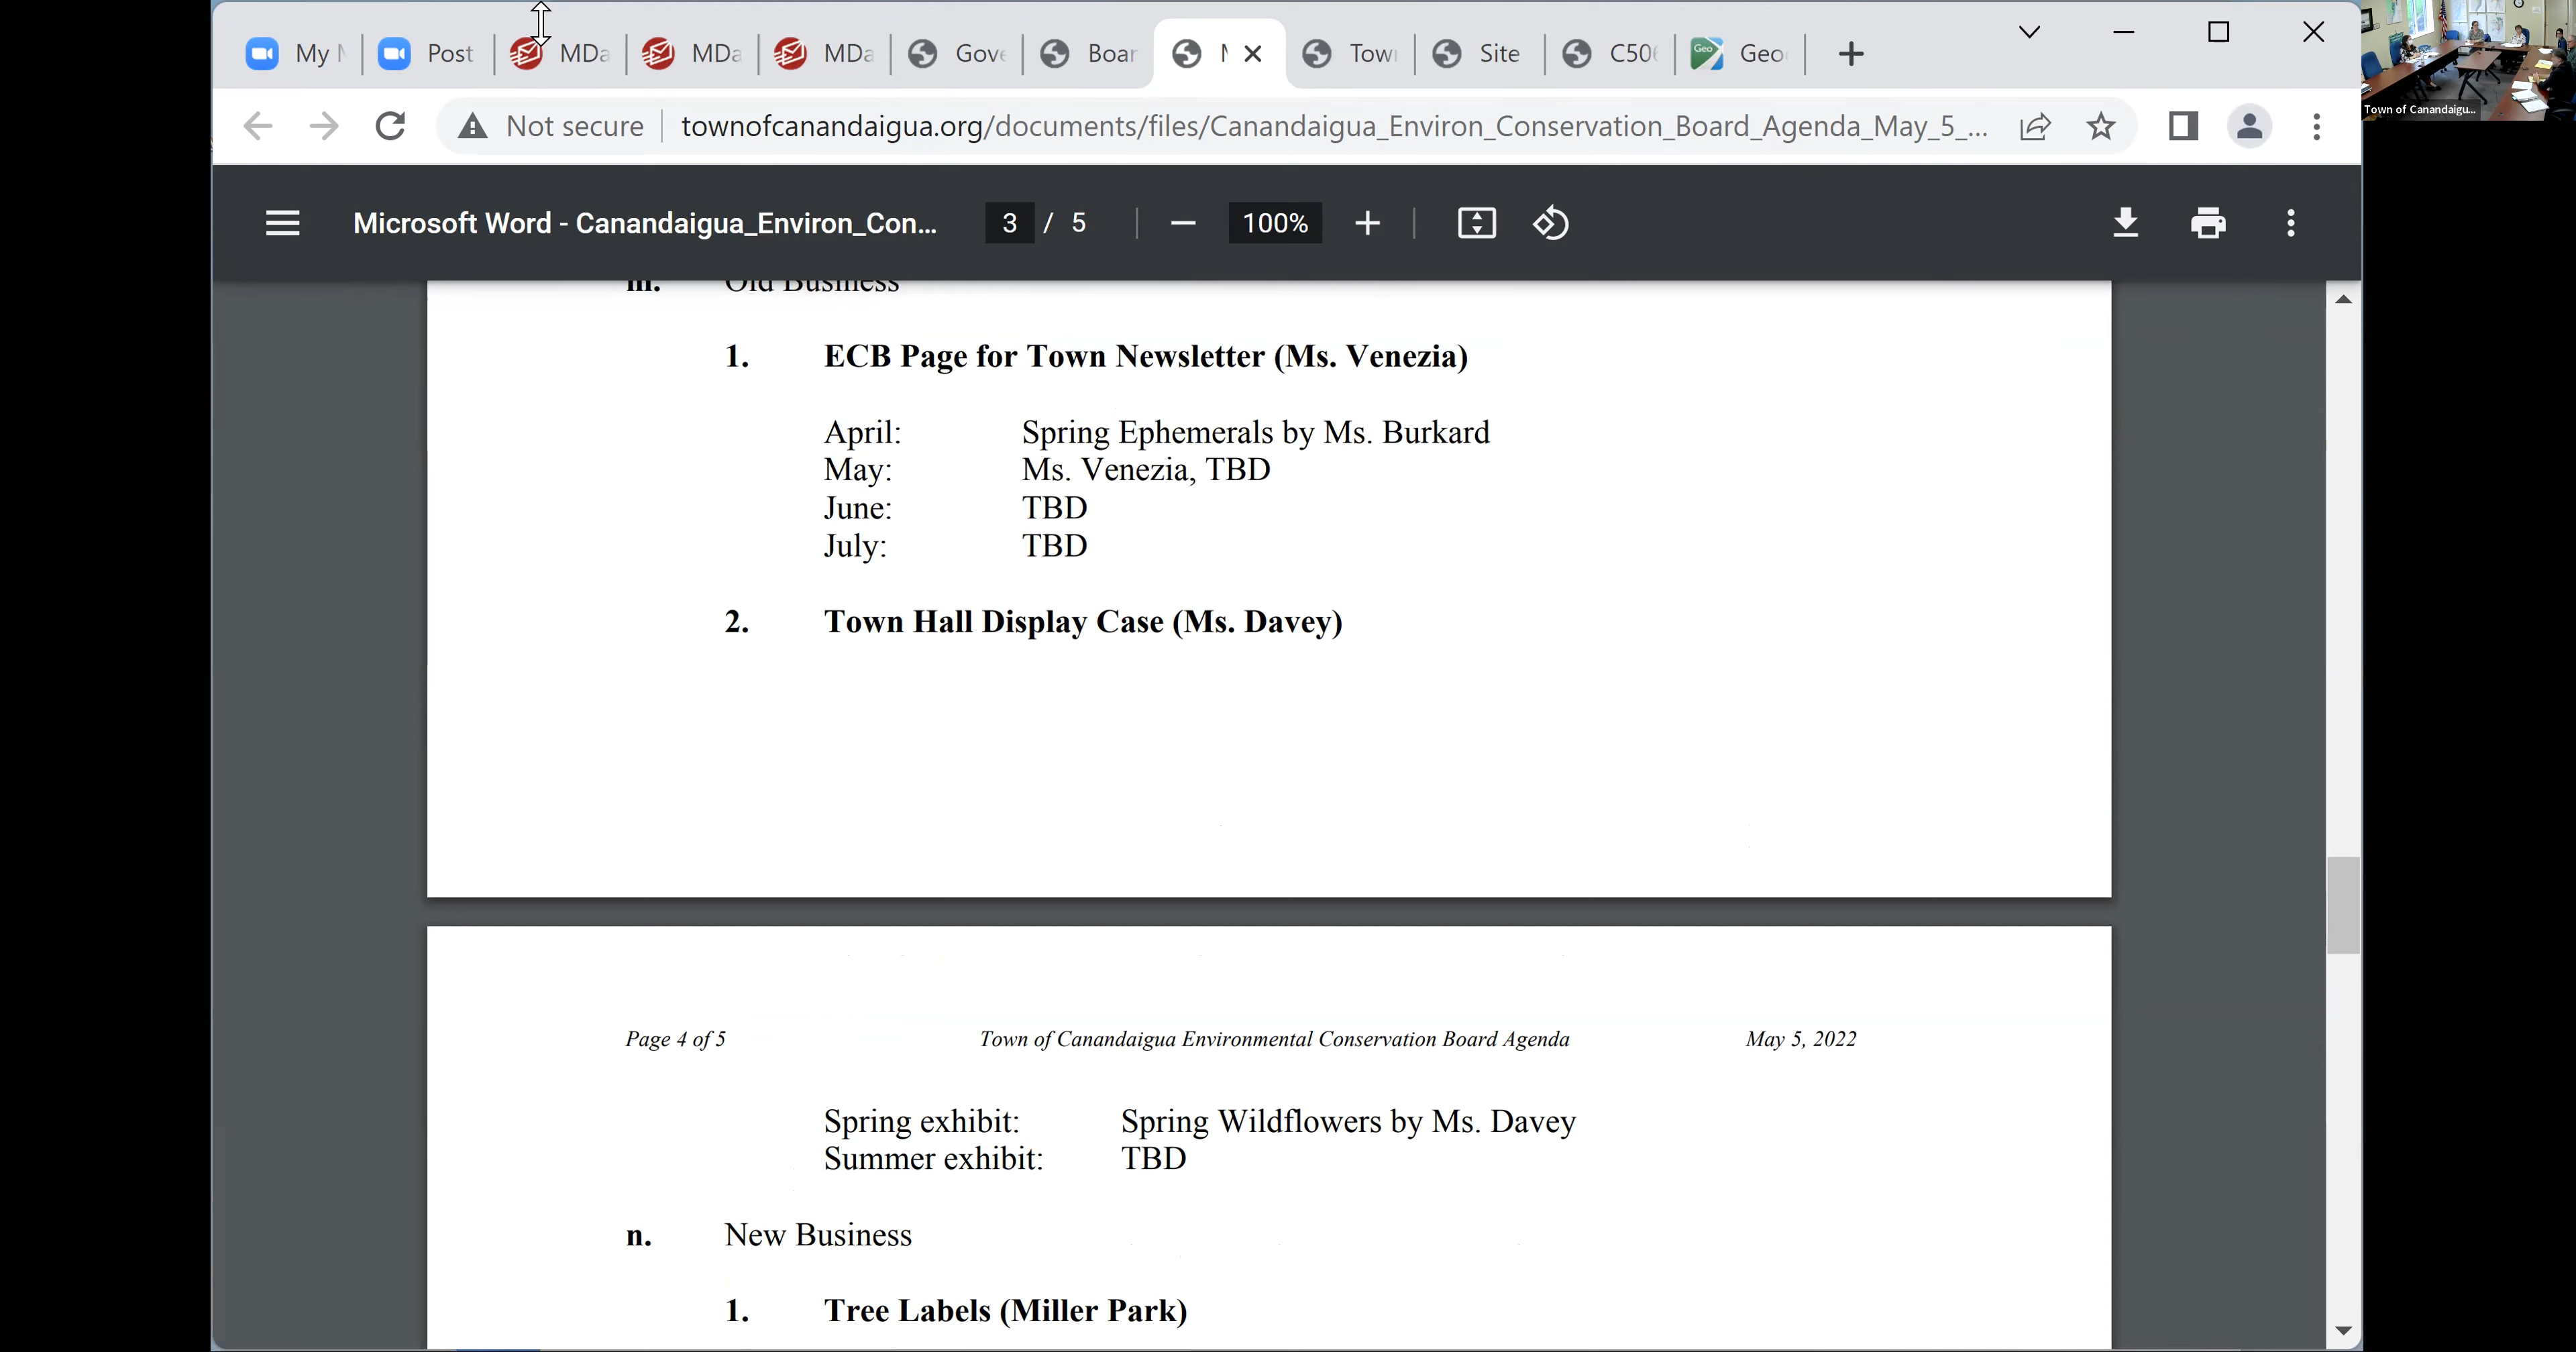 My
Post
MDa
MDa
MDa
Gove
Boar
Tow
Site
C506
Geo
Not secure
townofcanandaigua.org/documents/files/Canandaigua_Environ_Conservation_Board_Agenda_May_5_...
Town of Canandaigu...
Microsoft Word - Canandaigua_Environ_Con...
3 / 5
100%
m. Old Business
1. ECB Page for Town Newsletter (Ms. Venezia)
April: Spring Ephemerals by Ms. Burkard
May: Ms. Venezia, TBD
June: TBD
July: TBD
2. Town Hall Display Case (Ms. Davey)
Page 4 of 5 Town of Canandaigua Environmental Conservation Board Agenda May 5, 2022
Spring exhibit: Spring Wildflowers by Ms. Davey
Summer exhibit: TBD
n. New Business
1. Tree Labels (Miller Park)